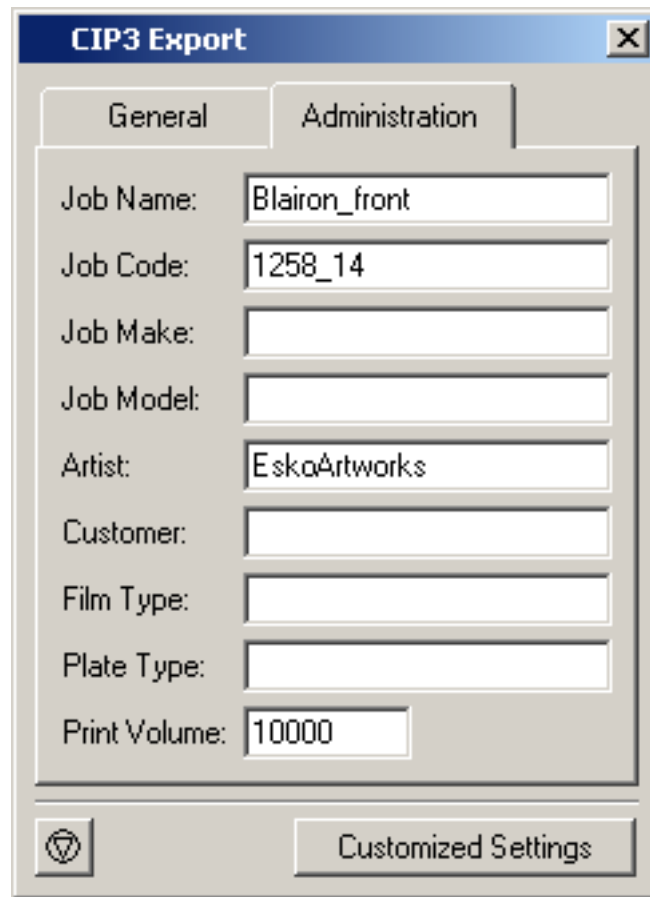 CIP3 Export
General Administration
Job Name: Blairon_front
Job Code: 1258_14
Job Make:
Job Model:
Artist: EskoArtworks
Customer:
Film Type:
Plate Type:
Print Volume: 10000
Customized Settings